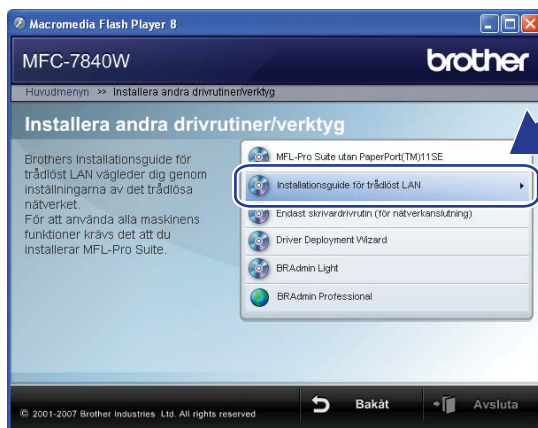 Macromedia Flash Player 8
MFC-7840W
brother
Huvudmenyn >> Installera andra drivrutiner/verktyg
Installera andra drivrutiner/verktyg
Brothers Installationsguide för
trådlöst LAN vägleder dig genom
inställningarna av det trådlösa
nätverket.
För att använda alla maskinens
funktioner krävs det att du
installerar MFL-Pro Suite.
MFL-Pro Suite utan PaperPort(TM)11SE
Installationsguide för trådlöst LAN
Endast skrivardrivrutin (för nätverkanslutning)
Driver Deployment Wizard
BRAdmin Light
BRAdmin Professional
© 2001-2007 Brother Industries Ltd. All rights reserved
Bakåt
Avsluta